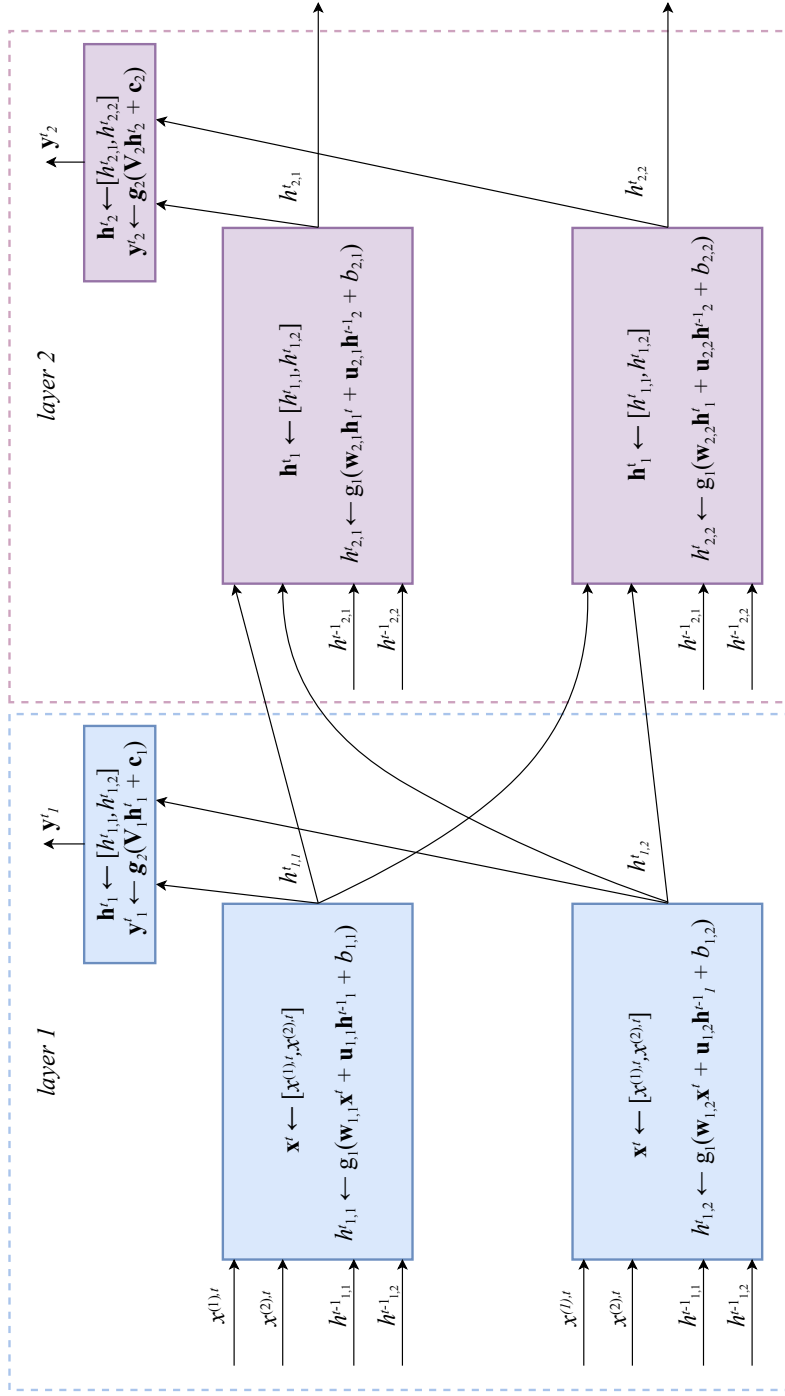 layer 1
y^t_1
h^t_1 ← [h^t_{1,1}, h^t_{1,2}]
y^t_1 ← g_2(V_1h^t_1 + c_1)
x^{(1),t}
x^{(2),t}
h^{t-1}_{1,1}
h^{t-1}_{1,2}
x^t ← [x^{(1),t}, x^{(2),t}]
h^t_{1,1} ← g_1(w_{1,1}x^t + u_{1,1}h^{t-1}_1 + b_{1,1})
h^t_{1,1}
x^{(1),t}
x^{(2),t}
h^{t-1}_{1,1}
h^{t-1}_{1,2}
x^t ← [x^{(1),t}, x^{(2),t}]
h^t_{1,2} ← g_1(w_{1,2}x^t + u_{1,2}h^{t-1}_1 + b_{1,2})
h^t_{1,2}
layer 2
y^t_2
h^t_2 ← [h^t_{2,1}, h^t_{2,2}]
y^t_2 ← g_2(V_2h^t_2 + c_2)
h^{t-1}_{2,1}
h^{t-1}_{2,2}
h^t_1 ← [h^t_{1,1}, h^t_{1,2}]
h^t_{2,1} ← g_1(w_{2,1}h_1^t + u_{2,1}h^{t-1}_2 + b_{2,1})
h^t_{2,1}
h^{t-1}_{2,1}
h^{t-1}_{2,2}
h^t_1 ← [h^t_{1,1}, h^t_{1,2}]
h^t_{2,2} ← g_1(w_{2,2}h^t_1 + u_{2,2}h^{t-1}_2 + b_{2,2})
h^t_{2,2}